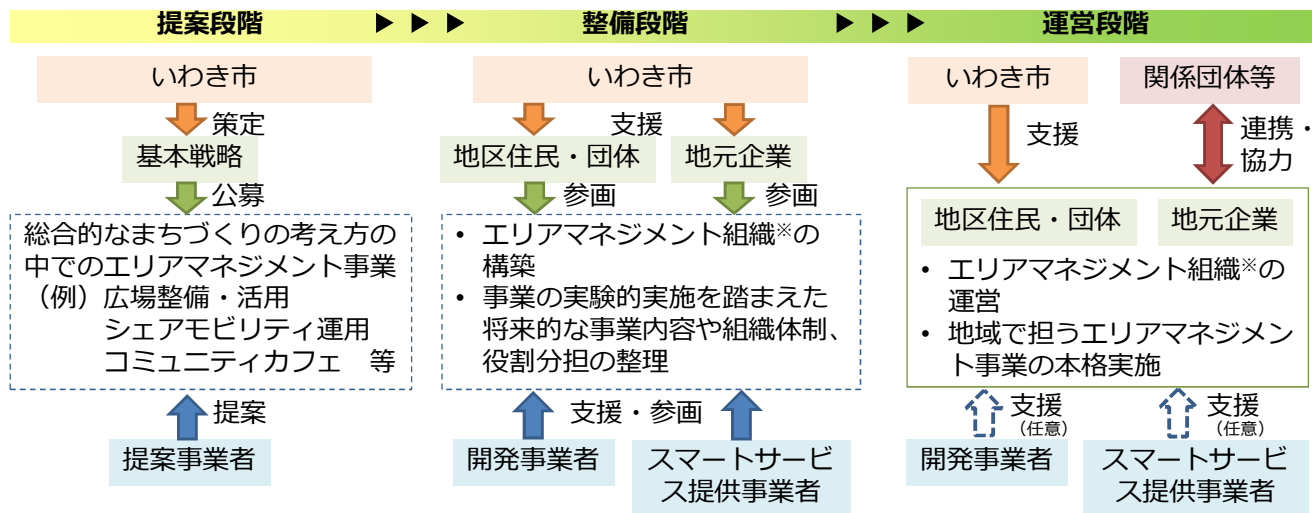 提案段階 ▶ ▶ ▶ 整備段階 ▶ ▶ ▶ 運営段階
いわき市
策定
基本戦略
公募
総合的なまちづくりの考え方の
中でのエリアマネジメント事業
（例）広場整備・活用
シェアモビリティ運用
コミュニティカフェ 等
提案
提案事業者
いわき市
支援
地区住民・団体 地元企業
参画 参画
• エリアマネジメント組織※の
構築
• 事業の実験的実施を踏まえた
将来的な事業内容や組織体制、
役割分担の整理
支援・参画
開発事業者 スマートサービ
ス提供事業者
いわき市 関係団体等
支援 連携・
協力
地区住民・団体 地元企業
• エリアマネジメント組織※の
運営
• 地域で担うエリアマネジメン
ト事業の本格実施
支援 支援
（任意） （任意）
開発事業者 スマートサービ
ス提供事業者